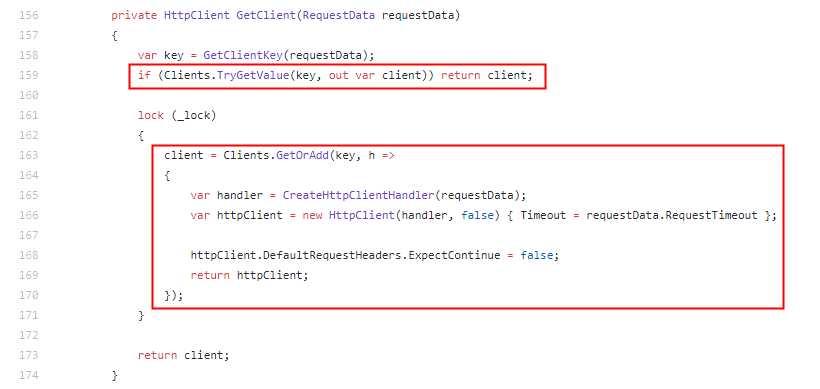 156 private HttpClient GetClient(RequestData requestData)
157 {
158 var key = GetClientKey(requestData);
159 if (Clients.TryGetValue(key, out var client)) return client;
160
161 lock (_lock)
162 {
163 client = Clients.GetOrAdd(key, h =>
164 {
165 var handler = CreateHttpClientHandler(requestData);
166 var httpClient = new HttpClient(handler, false) { Timeout = requestData.RequestTimeout };
167
168 httpClient.DefaultRequestHeaders.ExpectContinue = false;
169 return httpClient;
170 });
171 }
172
173 return client;
174 }